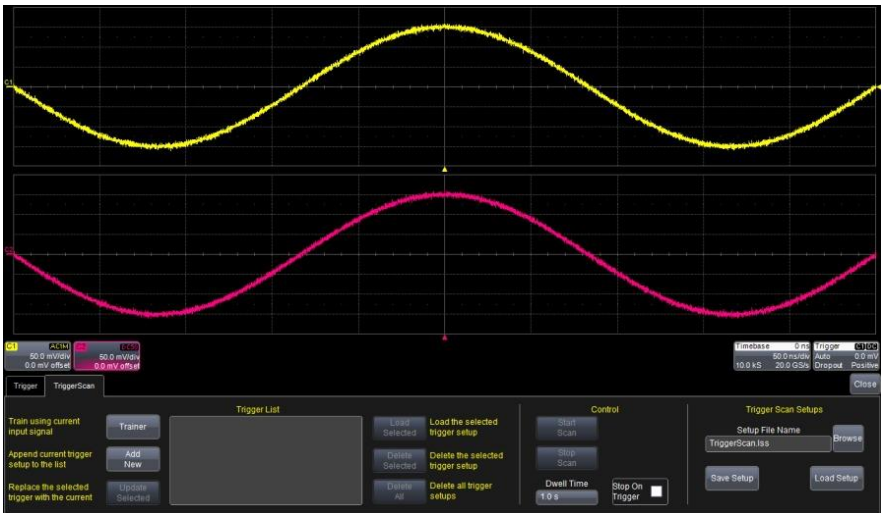 C1
C2
C1 AC1M
50.0 mV/div
0.0 mV offset
C2
50.0 mV/div
0.0 mV offset
Timebase 0 ns
50.0 ns/div
10.0 kS 20.0 GS/s
Trigger C1 DC
Auto 0.0 mV
Dropout Positive
Trigger
TriggerScan
Close
Train using current
input signal
Trainer
Append current trigger
setup to the list
Add
New
Replace the selected
trigger with the current
Update
Selected
Trigger List
Load
Selected
Load the selected
trigger setup
Delete
Selected
Delete the selected
trigger setup
Delete
All
Delete all trigger
setups
Control
Start
Scan
Stop
Scan
Dwell Time
1.0 s
Stop On
Trigger
Trigger Scan Setups
Setup File Name
TriggerScan.lss
Browse
Save Setup
Load Setup